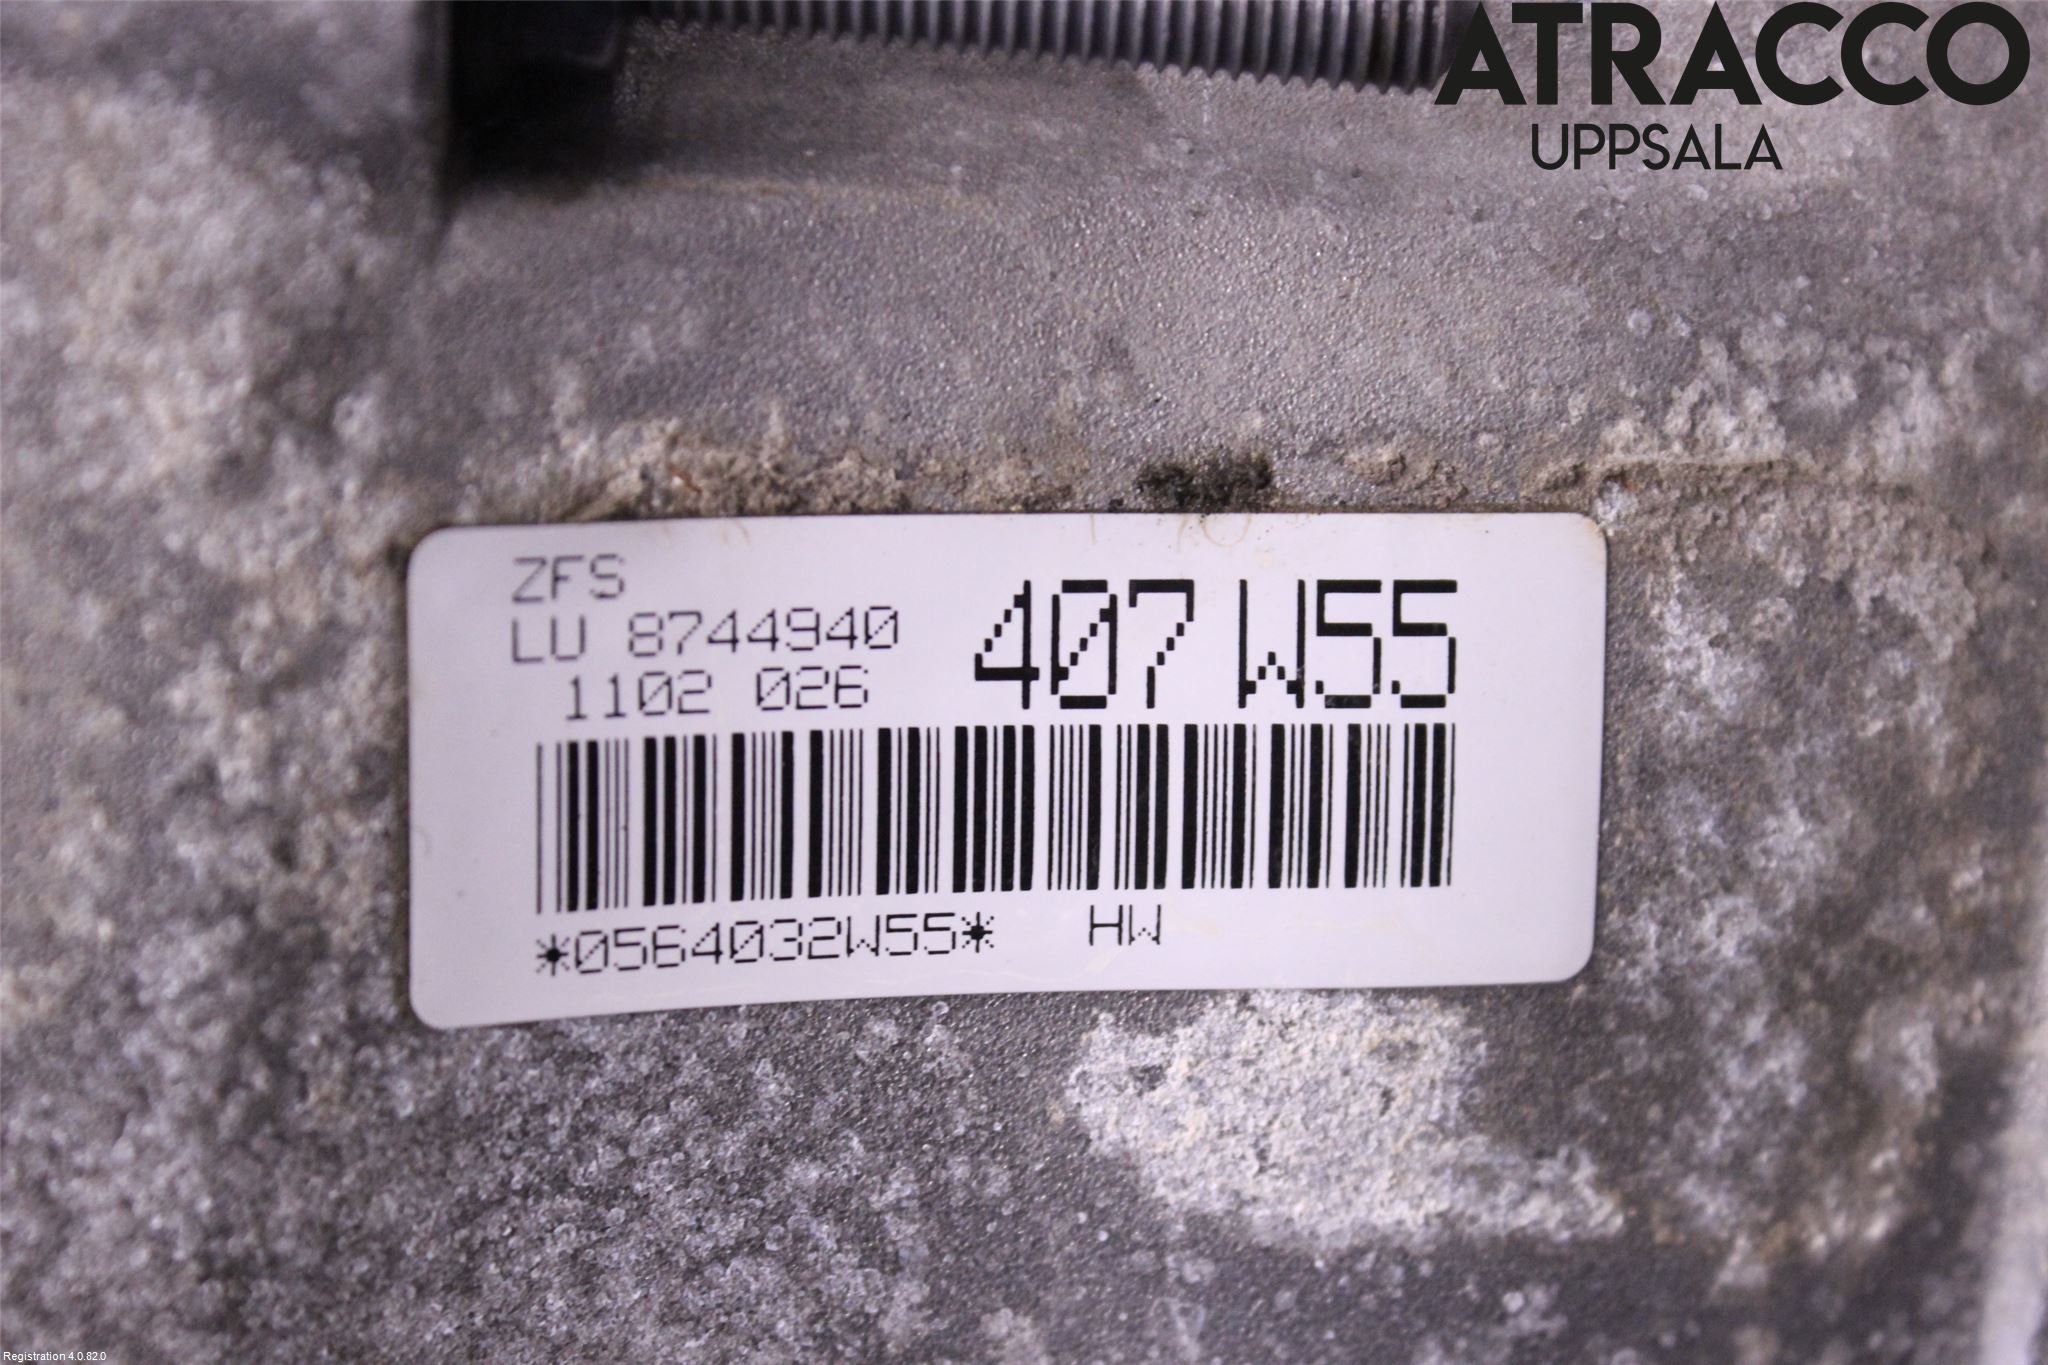 ATRACCO
UPPSALA
ZFS
LU 8744940
1102 026
407 W55
*0564032W55* HW
Registration 4.0.82.0